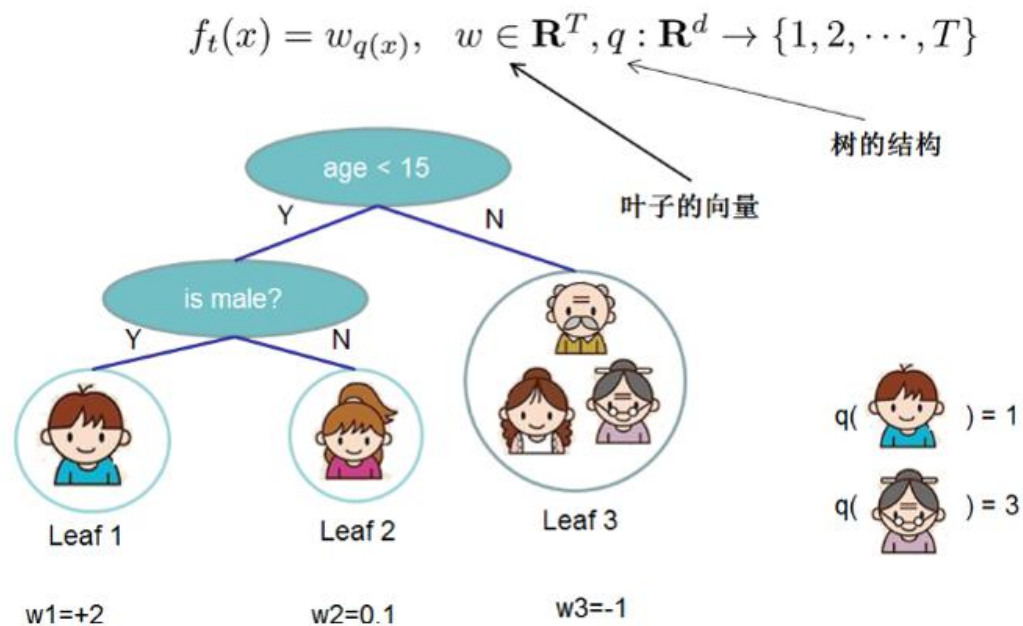 f_t(x) = w_{q(x)},   w ∈ R^T, q : R^d → {1, 2, ⋯, T}
树的结构
叶子的向量
age < 15
Y
N
is male?
Y
N
q( ) = 1
q( ) = 3
Leaf 1
Leaf 2
Leaf 3
w1=+2
w2=0.1
w3=-1